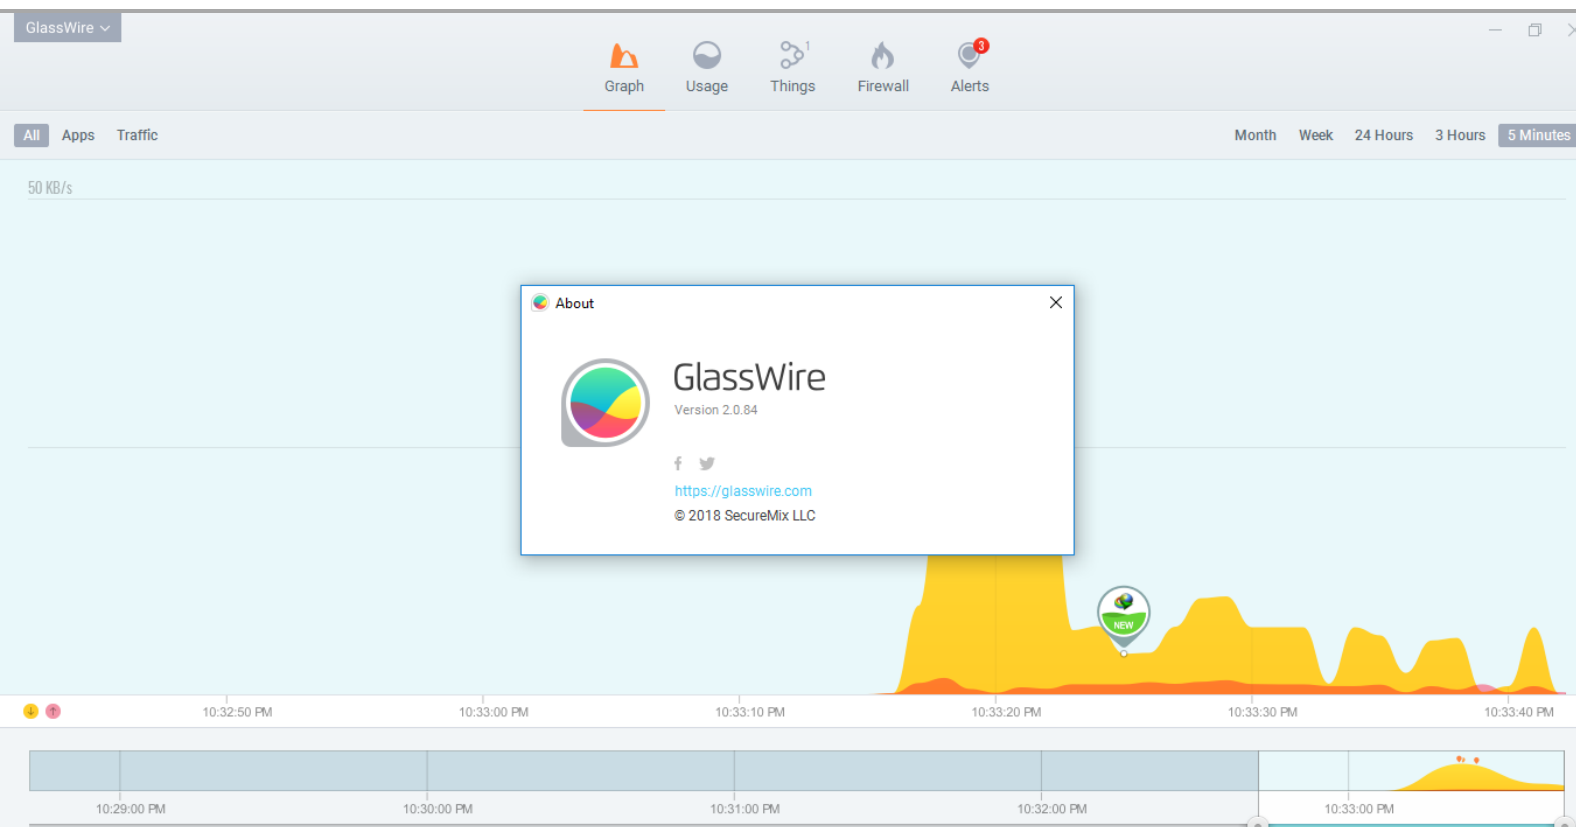 GlassWire
Graph Usage Things 1 Firewall Alerts 3
All Apps Traffic Month Week 24 Hours 3 Hours 5 Minutes
50 KB/s
About
GlassWire
Version 2.0.84
https://glasswire.com
© 2018 SecureMix LLC
NEW
10:32:50 PM 10:33:00 PM 10:33:10 PM 10:33:20 PM 10:33:30 PM 10:33:40 PM
10:29:00 PM 10:30:00 PM 10:31:00 PM 10:32:00 PM 10:33:00 PM